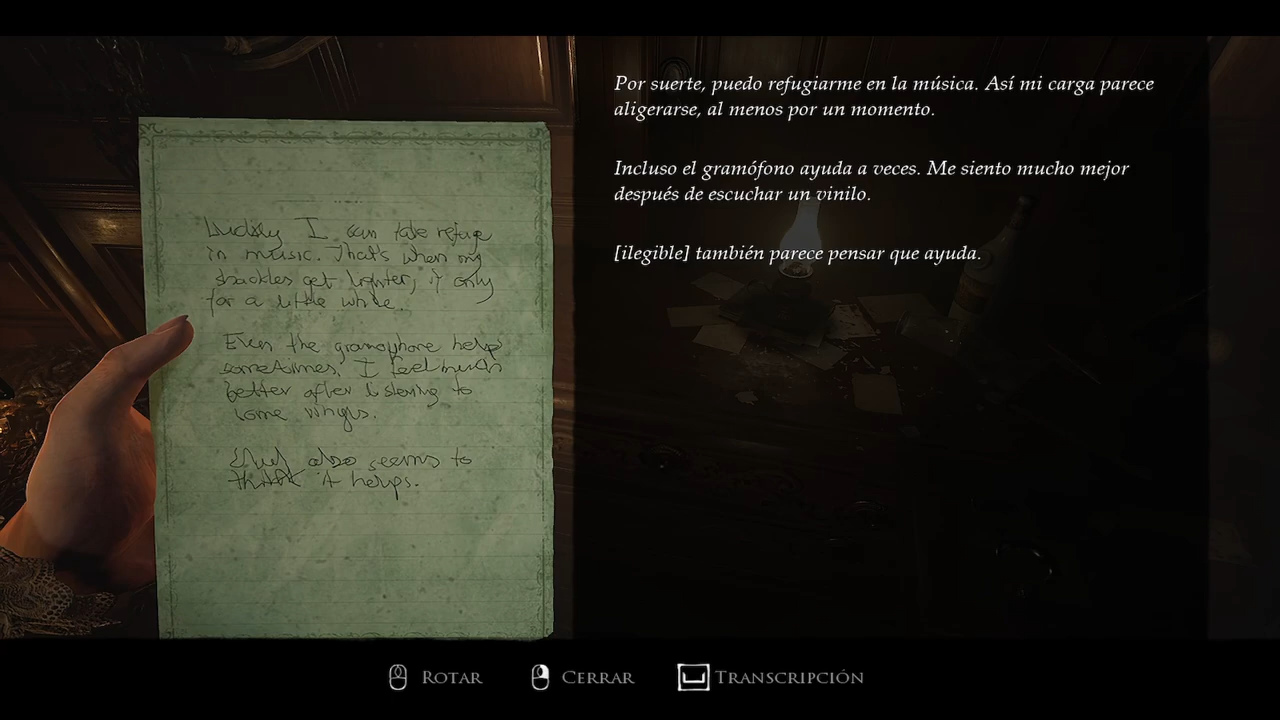 Luckily I can take refuge
in music. That's when my
shackles get lighter, if only
for a little while.
Even the gramophone helps
sometimes. I feel much
better after listening to
some vinyls.
also seems to
think it helps.
Por suerte, puedo refugiarme en la música. Así mi carga parece
aligerarse, al menos por un momento.
Incluso el gramófono ayuda a veces. Me siento mucho mejor
después de escuchar un vinilo.
[ilegible] también parece pensar que ayuda.
ROTAR
CERRAR
TRANSCRIPCIÓN